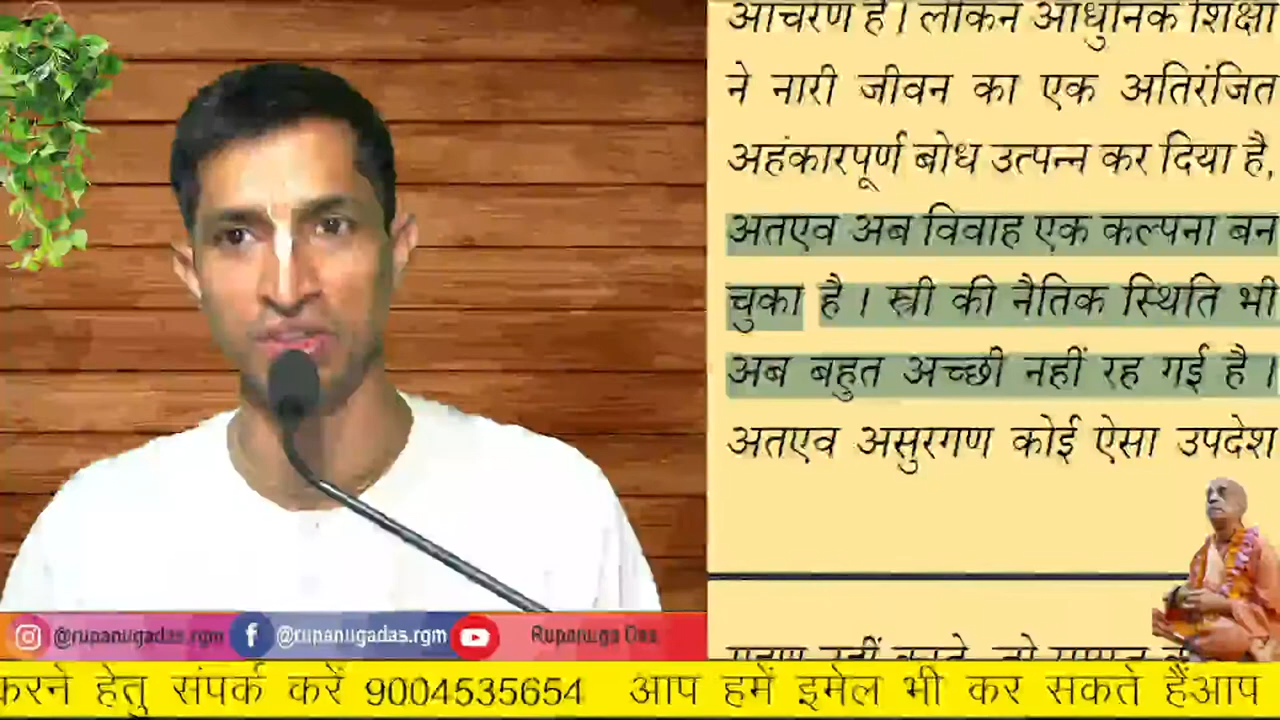 आचरण है। लेकिन आधुनिक शिक्षा
ने नारी जीवन का एक अतिरंजित
अहंकारपूर्ण बोध उत्पन्न कर दिया है,
अतएव अब विवाह एक कल्पना बन
चुका है। स्त्री की नैतिक स्थिति भी
अब बहुत अच्छी नहीं रह गई है।
अतएव असुरगण कोई ऐसा उपदेश
@rupanugadas.rgm @rupanugadas.rgm Rupanuga Das
करने हेतु संपर्क करें 9004535654 आप हमें इमेल भी कर सकते हैंआप